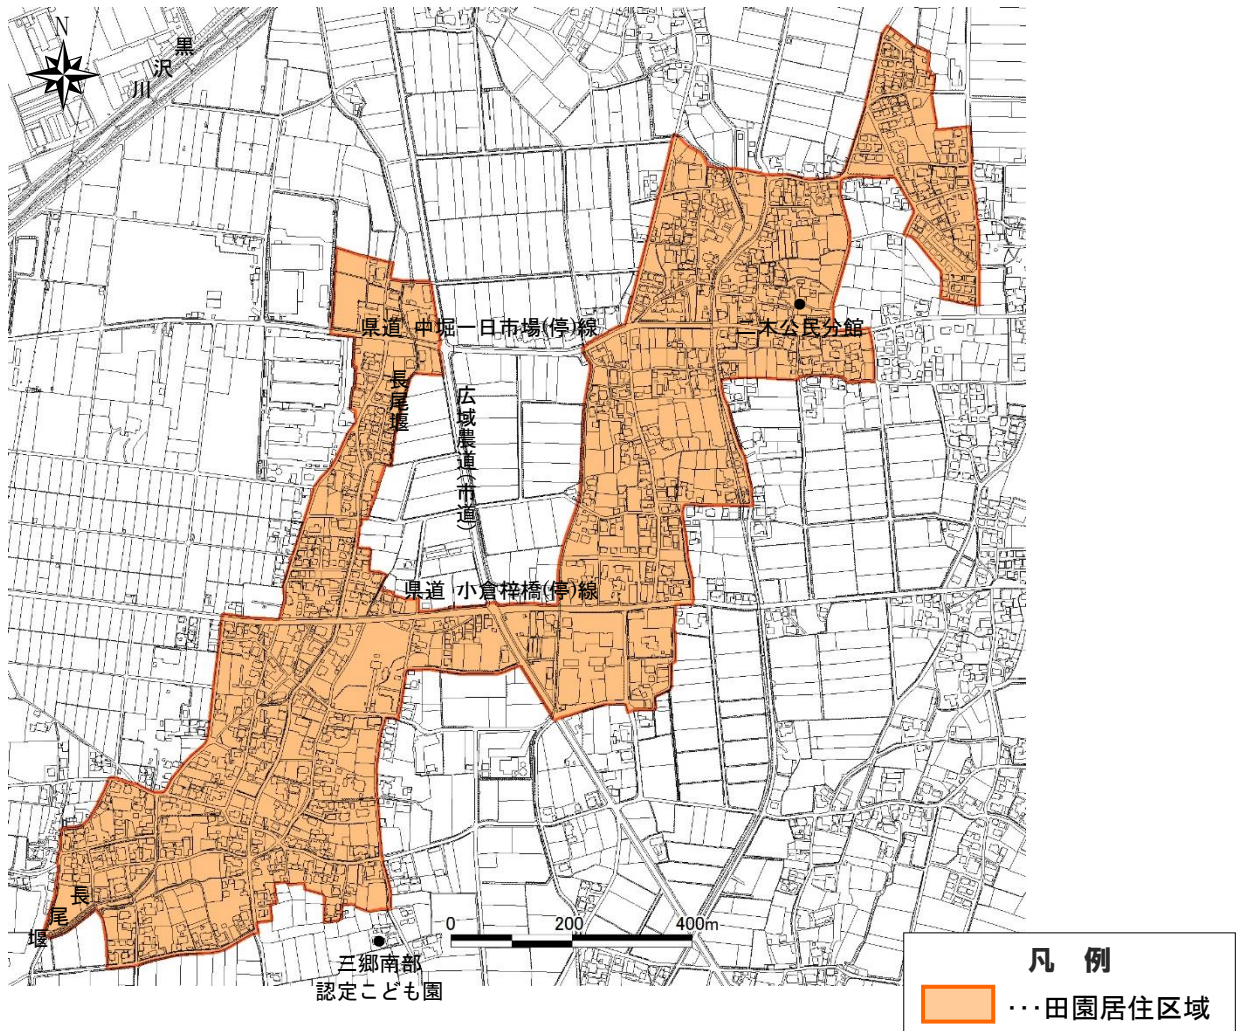 N
黒沢川
県道 中堀一日市場(停)線
二木公民分館
長尾堰
広域農道(市道)
県道 小倉梓橋(停)線
長尾堰
0 200 400m
三郷南部
認定こども園
凡 例
･･･田園居住区域